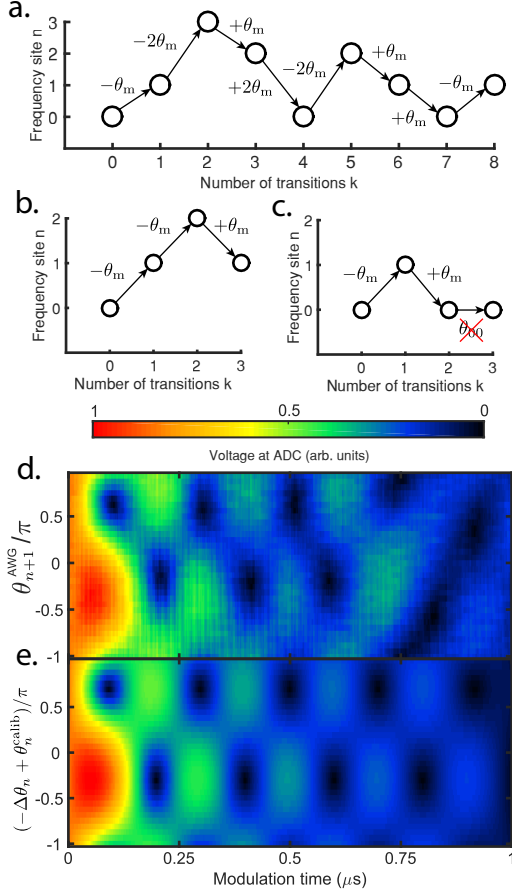 a.
Frequency site n
3
2
1
0
−θm
−2θm
+θm
+2θm
−2θm
+θm
+θm
−θm
0 1 2 3 4 5 6 7 8
Number of transitions k
b.
Frequency site n
2
1
0
−θm
−θm
+θm
0 1 2 3
Number of transitions k
c.
Frequency site n
2
1
0
−θm
+θm
θ00
0 1 2 3
Number of transitions k
1 0.5 0
Voltage at ADC (arb. units)
d.
θ^AWG_n+1/π
0.5
0
-0.5
-1
e.
(−Δθn + θ^calib_n)/π
0.5
0
-0.5
-1
0 0.25 0.5 0.75 1
Modulation time (μs)